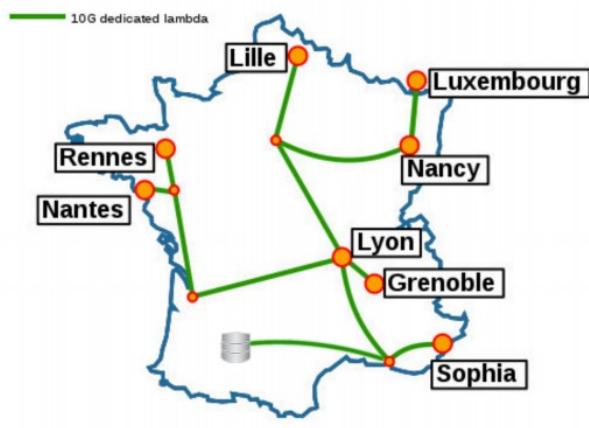 10G dedicated lambda
Lille
Luxembourg
Rennes
Nancy
Nantes
Lyon
Grenoble
Sophia